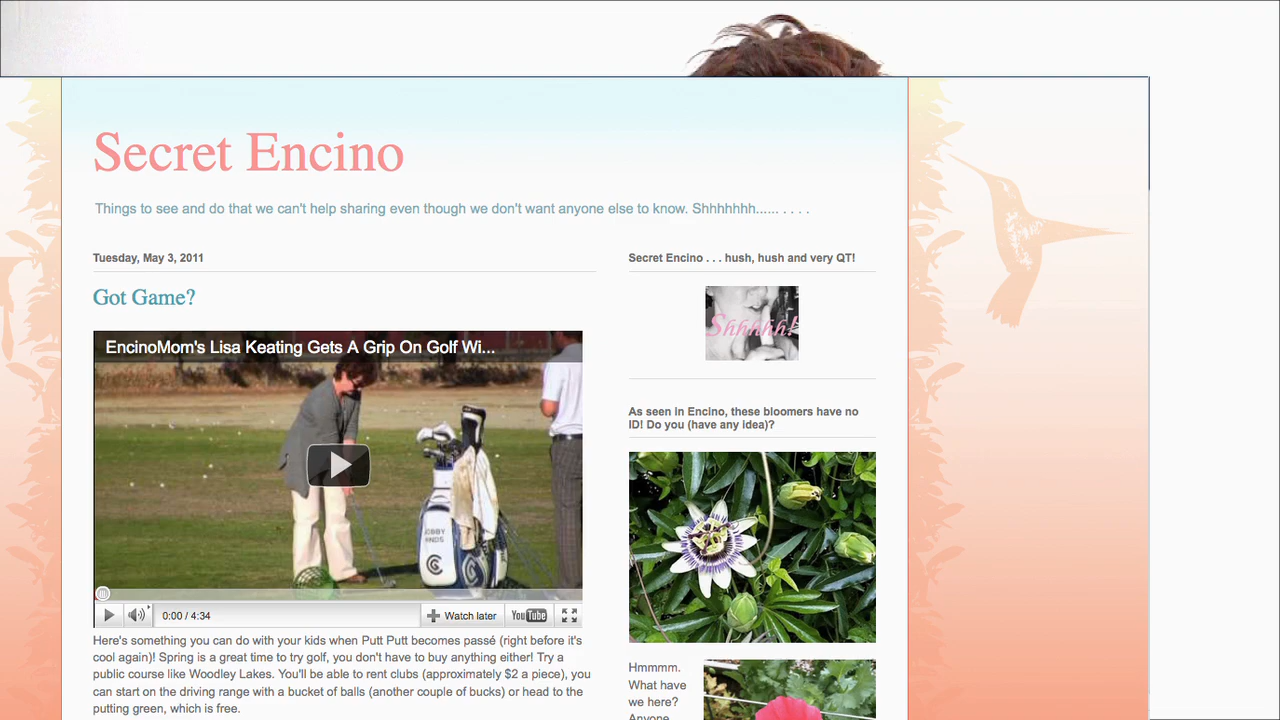 Secret Encino
Things to see and do that we can't help sharing even though we don't want anyone else to know. Shhhhhhh...... . . . .
Tuesday, May 3, 2011
Got Game?
EncinoMom's Lisa Keating Gets A Grip On Golf Wi...
OBBY
HINDS
0:00 / 4:34
Watch later
YouTube
Here's something you can do with your kids when Putt Putt becomes passé (right before it's
cool again)! Spring is a great time to try golf, you don't have to buy anything either! Try a
public course like Woodley Lakes. You'll be able to rent clubs (approximately $2 a piece), you
can start on the driving range with a bucket of balls (another couple of bucks) or head to the
putting green, which is free.
Secret Encino . . . hush, hush and very QT!
Shhhhh!
As seen in Encino, these bloomers have no
ID! Do you (have any idea)?
Hmmmm.
What have
we here?
Anyone